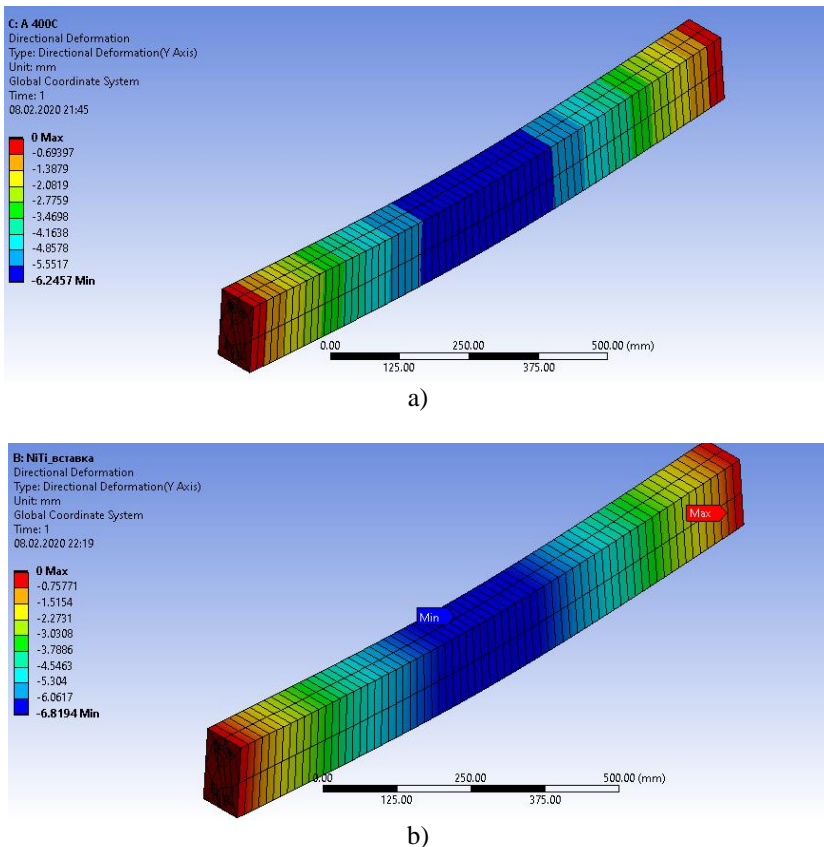 C: A 400C
Directional Deformation
Type: Directional Deformation(Y Axis)
Unit: mm
Global Coordinate System
Time: 1
08.02.2020 21:45
0 Max
-0.69397
-1.3879
-2.0819
-2.7759
-3.4698
-4.1638
-4.8578
-5.5517
-6.2457 Min
0.00 250.00 500.00 (mm)
125.00 375.00
a)
B: NiTi_вставка
Directional Deformation
Type: Directional Deformation(Y Axis)
Unit: mm
Global Coordinate System
Time: 1
08.02.2020 22:19
0 Max
-0.75771
-1.5154
-2.2731
-3.0308
-3.7886
-4.5463
-5.304
-6.0617
-6.8194 Min
Max
Min
0.00 250.00 500.00 (mm)
125.00 375.00
b)